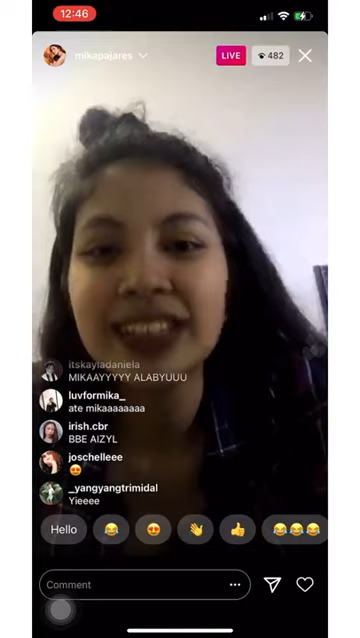 12:46
mikapajares
LIVE
482
itskayladaniela
MIKAAYYYYY ALABYUUU
luvformika_
ate mikaaaaaaaa
irish.cbr
BBE AIZYL
joschelleee
_yangyangtrimidal
Yieeee
Hello
Comment